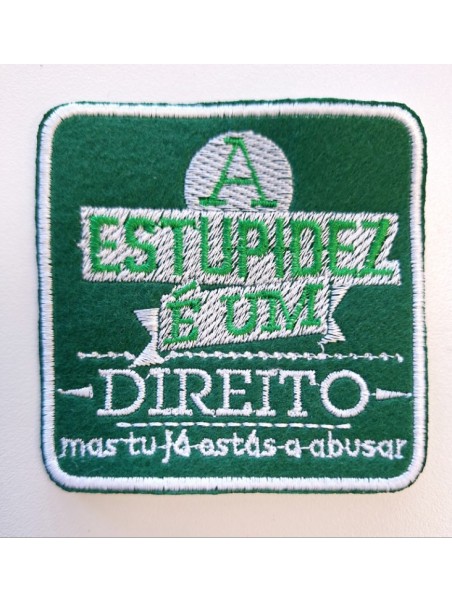 A
ESTUPIDEZ
É UM
DIREITO
mas tu já estás a abusar